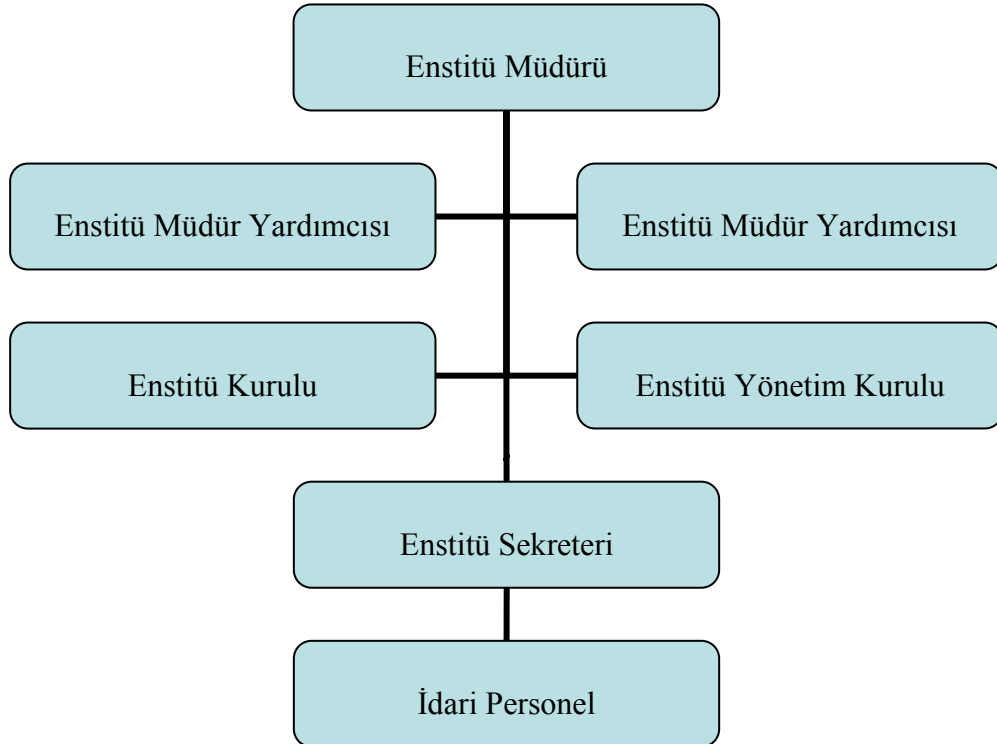 Enstitü Müdürü
Enstitü Müdür Yardımcısı
Enstitü Müdür Yardımcısı
Enstitü Kurulu
Enstitü Yönetim Kurulu
Enstitü Sekreteri
İdari Personel